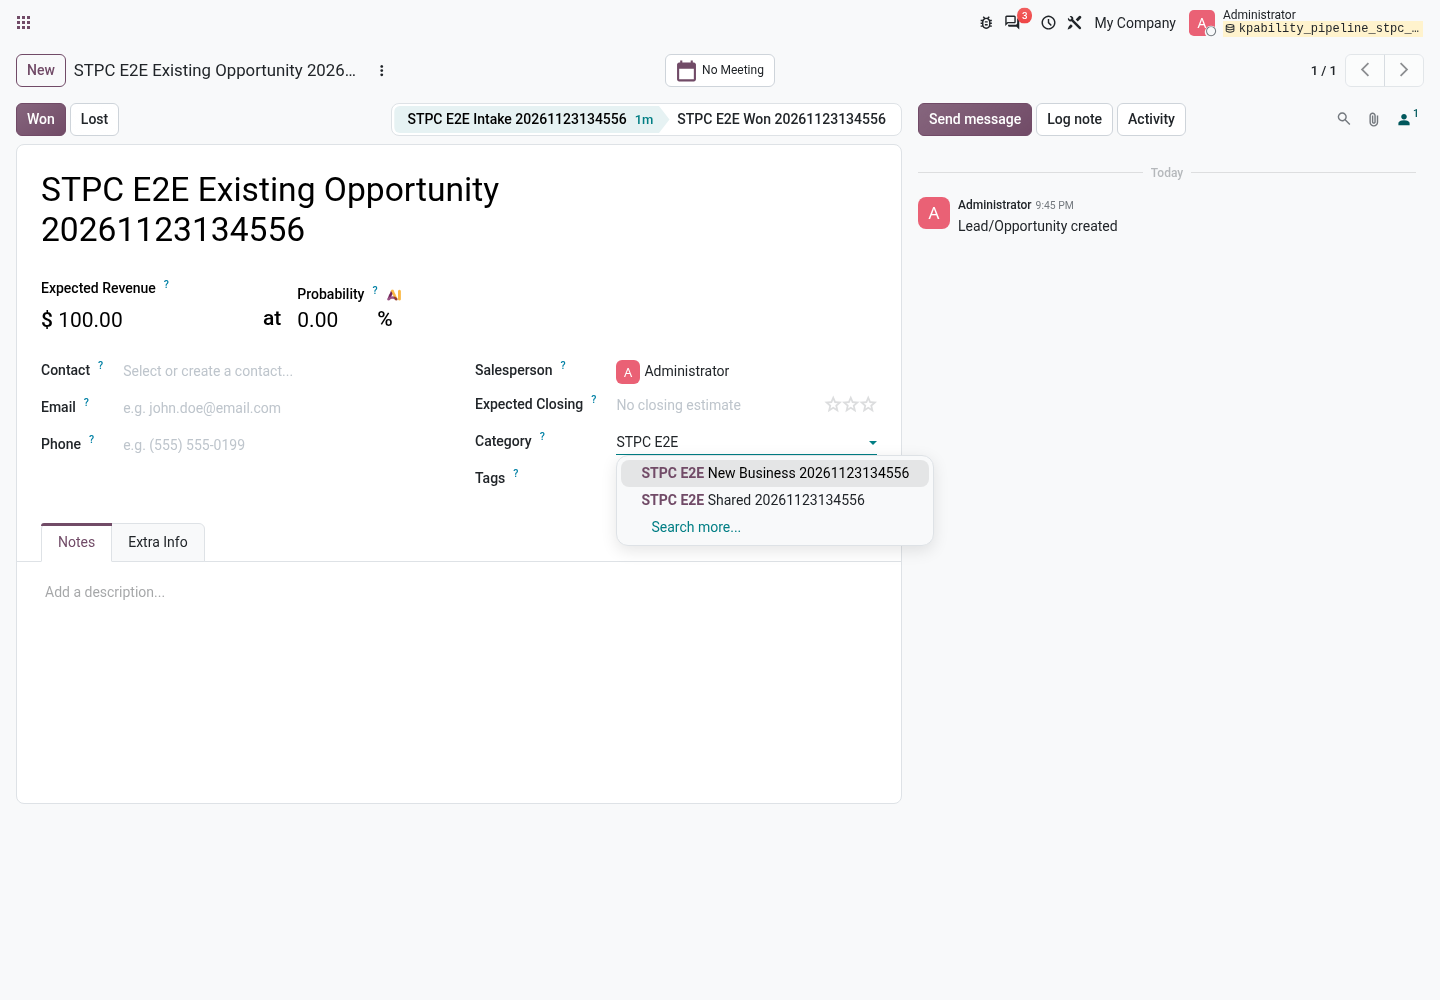 3
My Company
A
Administrator
kpability_pipeline_stpc_…
New
STPC E2E Existing Opportunity 2026…
No Meeting
1 / 1
Won
Lost
STPC E2E Intake 20261123134556 1m
STPC E2E Won 20261123134556
Send message
Log note
Activity
1
STPC E2E Existing Opportunity
20261123134556
Today
A
Administrator 9:45 PM
Lead/Opportunity created
Expected Revenue ?
Probability ? AI
$ 100.00
at
0.00 %
Contact ?
Select or create a contact...
Email ?
e.g. john.doe@email.com
Phone ?
e.g. (555) 555-0199
Salesperson ?
A Administrator
Expected Closing ?
No closing estimate
Category ?
STPC E2E
Tags ?
STPC E2E New Business 20261123134556
STPC E2E Shared 20261123134556
Search more...
Notes
Extra Info
Add a description...